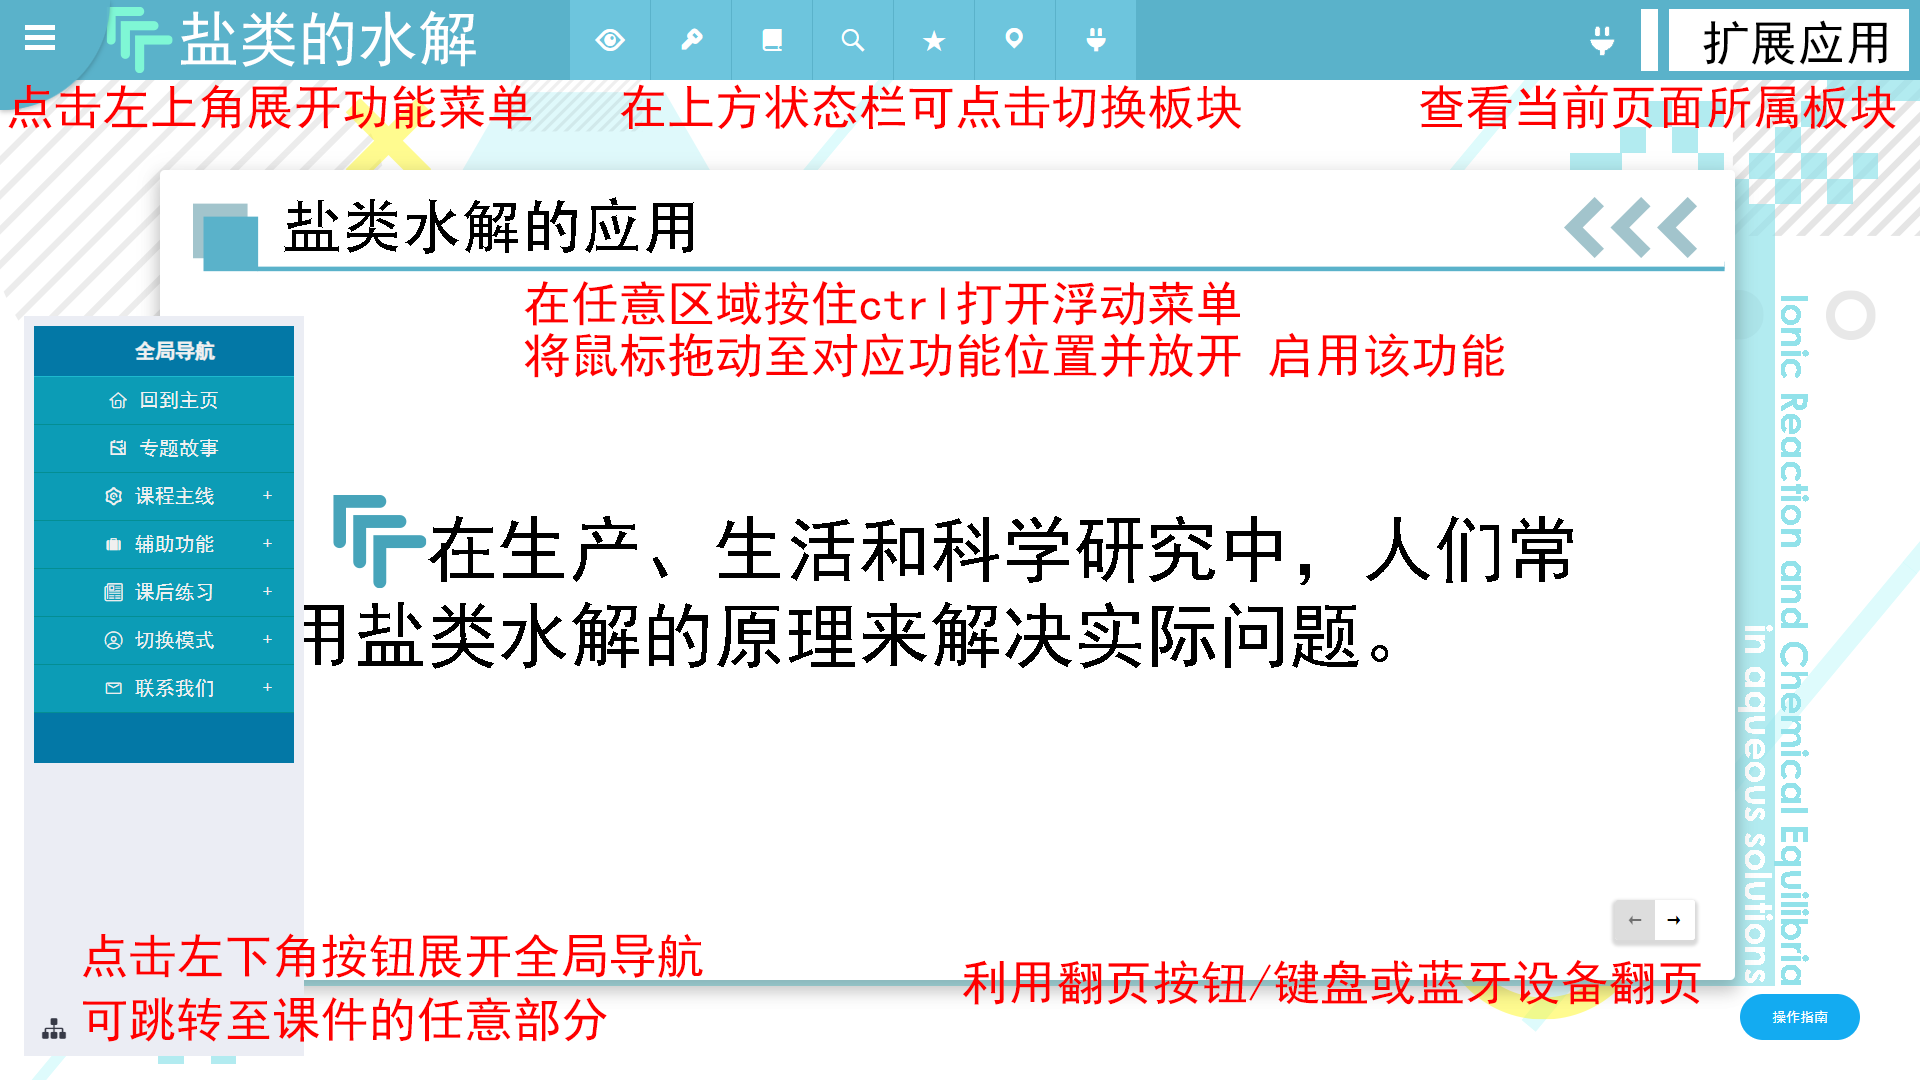 盐类的水解
扩展应用
点击左上角展开功能菜单
在上方状态栏可点击切换板块
查看当前页面所属板块
盐类水解的应用
在任意区域按住ctrl打开浮动菜单
将鼠标拖动至对应功能位置并放开 启用该功能
全局导航
回到主页
专题故事
课程主线 +
辅助功能 +
课后练习 +
切换模式 +
联系我们 +
在生产、生活和科学研究中，人们常
用盐类水解的原理来解决实际问题。
Ionic Reaction and Chemical Equilibria
in aqueous solutions
← →
点击左下角按钮展开全局导航
可跳转至课件的任意部分
利用翻页按钮/键盘或蓝牙设备翻页
操作指南